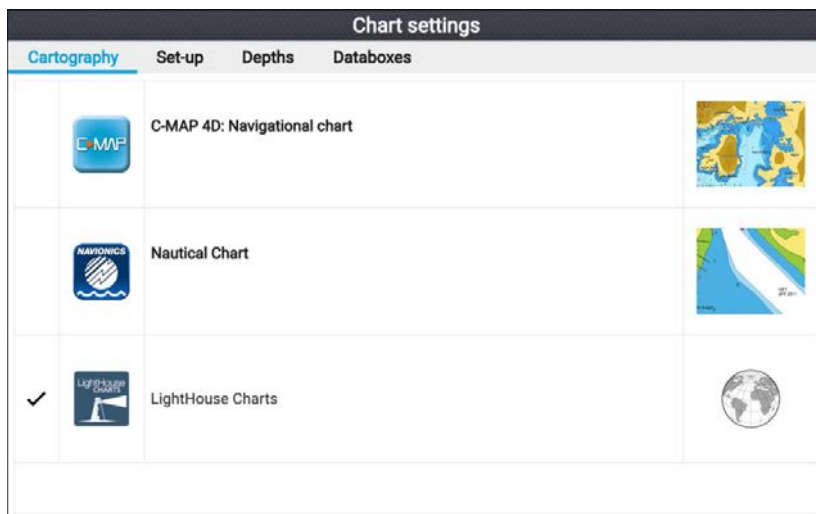 Chart settings
Cartography Set-up Depths Databoxes
C-MAP
C-MAP 4D: Navigational chart
NAVIONICS
Nautical Chart
LightHouse
CHARTS
LightHouse Charts